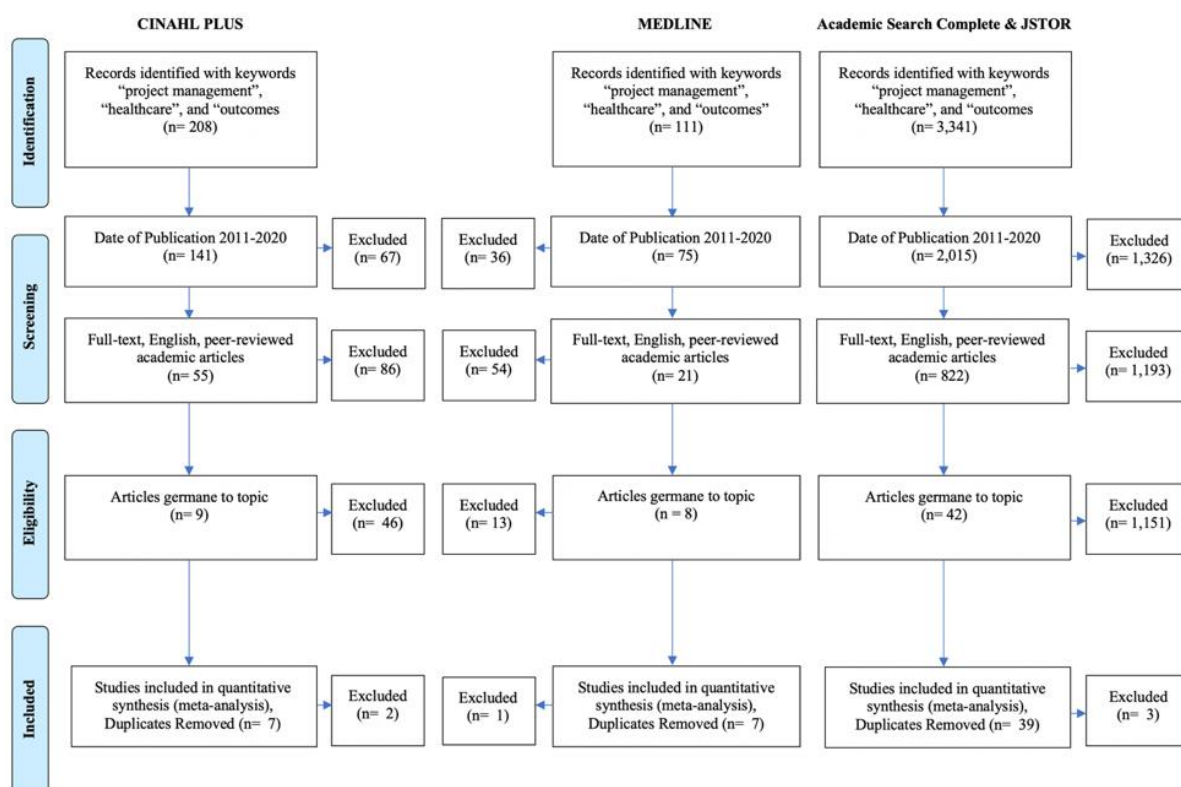 CINAHL PLUS
MEDLINE
Academic Search Complete & JSTOR
Identification
Records identified with keywords
“project management”,
“healthcare”, and “outcomes
(n= 208)
Records identified with keywords
“project management”,
“healthcare”, and “outcomes”
(n= 111)
Records identified with keywords
“project management”,
“healthcare”, and “outcomes
(n= 3,341)
Screening
Date of Publication 2011-2020
(n= 141)
Excluded
(n= 67)
Excluded
(n= 36)
Date of Publication 2011-2020
(n= 75)
Date of Publication 2011-2020
(n= 2,015)
Excluded
(n= 1,326)
Full-text, English, peer-reviewed
academic articles
(n= 55)
Excluded
(n= 86)
Excluded
(n= 54)
Full-text, English, peer-reviewed
academic articles
(n= 21)
Full-text, English, peer-reviewed
academic articles
(n= 822)
Excluded
(n= 1,193)
Eligibility
Articles germane to topic
(n= 9)
Excluded
(n= 46)
Excluded
(n= 13)
Articles germane to topic
(n = 8)
Articles germane to topic
(n= 42)
Excluded
(n= 1,151)
Included
Studies included in quantitative
synthesis (meta-analysis),
Duplicates Removed (n= 7)
Excluded
(n= 2)
Excluded
(n= 1)
Studies included in quantitative
synthesis (meta-analysis),
Duplicates Removed (n= 7)
Studies included in quantitative
synthesis (meta-analysis),
Duplicates Removed (n= 39)
Excluded
(n= 3)